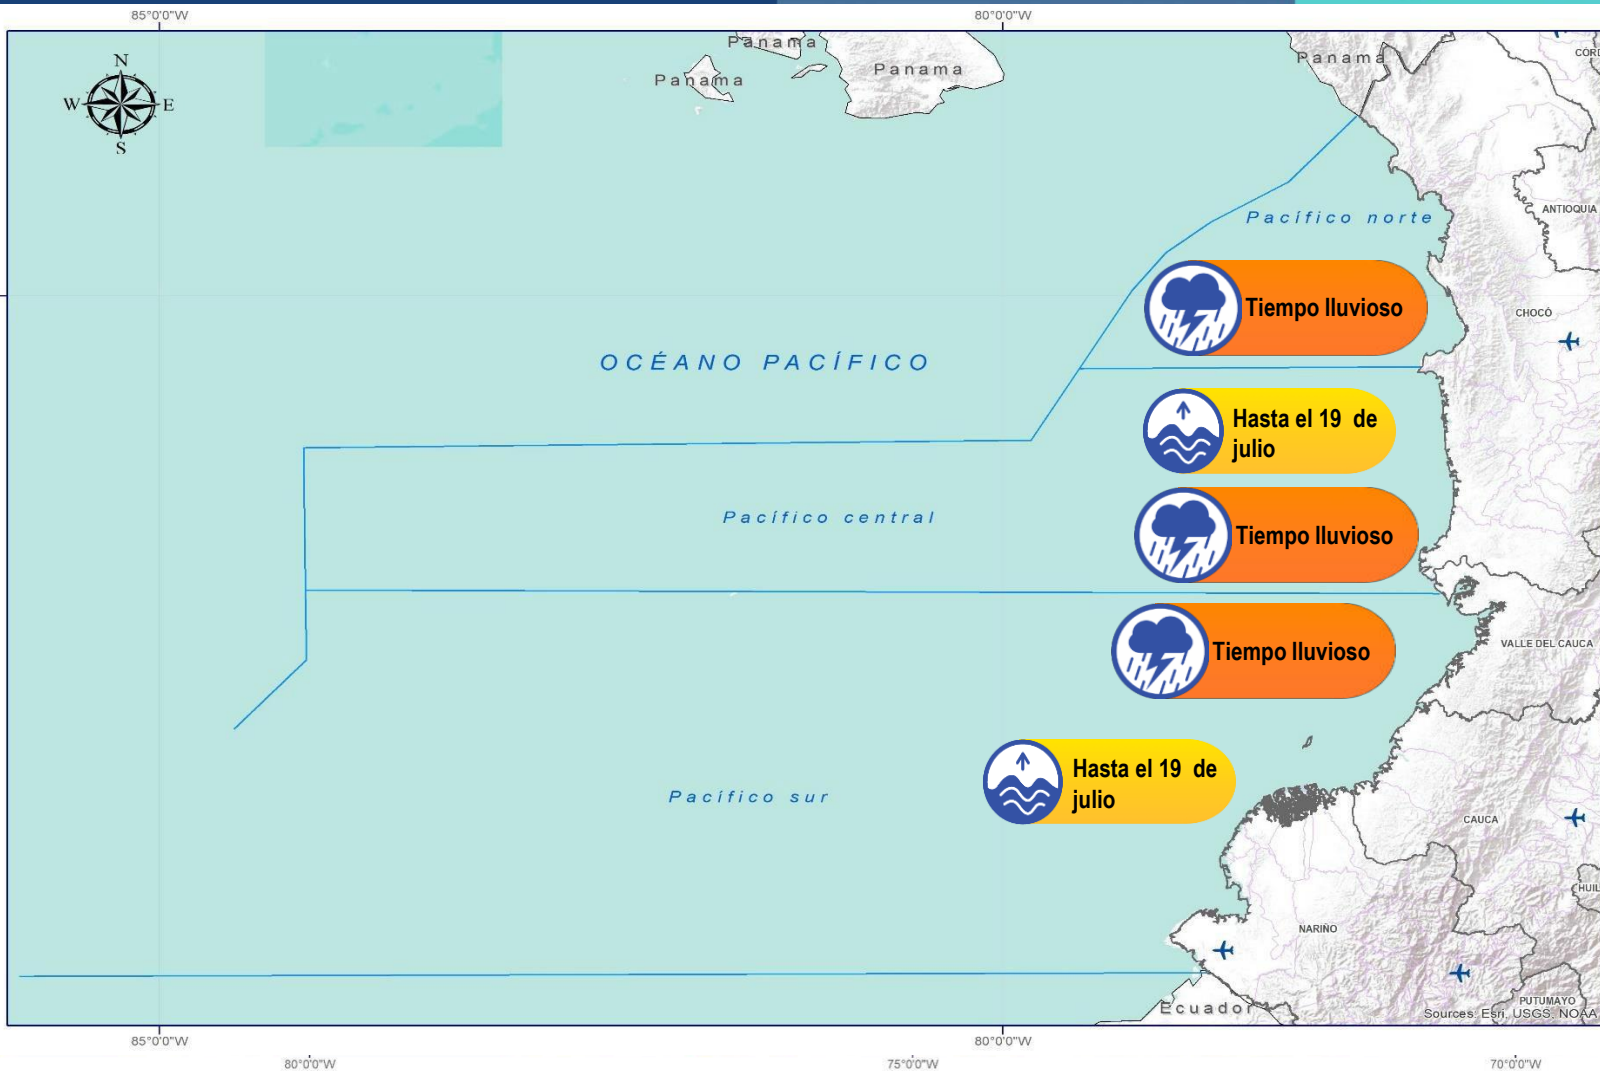 85°0'0"W
80°0'0"W
N
W
E
S
Panama
Panama
Panama
Panama
ANTIOQUIA
Pacífico norte
Tiempo lluvioso
CHOCÓ
OCÉANO PACÍFICO
Hasta el 19 de
julio
Pacífico central
Tiempo lluvioso
Tiempo lluvioso
VALLE DEL CAUCA
Hasta el 19 de
julio
Pacífico sur
CAUCA
HUIL
NARIÑO
PUTUMAYO
Ecuador
Sources: Esri, USGS, NOAA
85°0'0"W
80°0'0"W
80°0'0"W
75°0'0"W
70°0'0"W